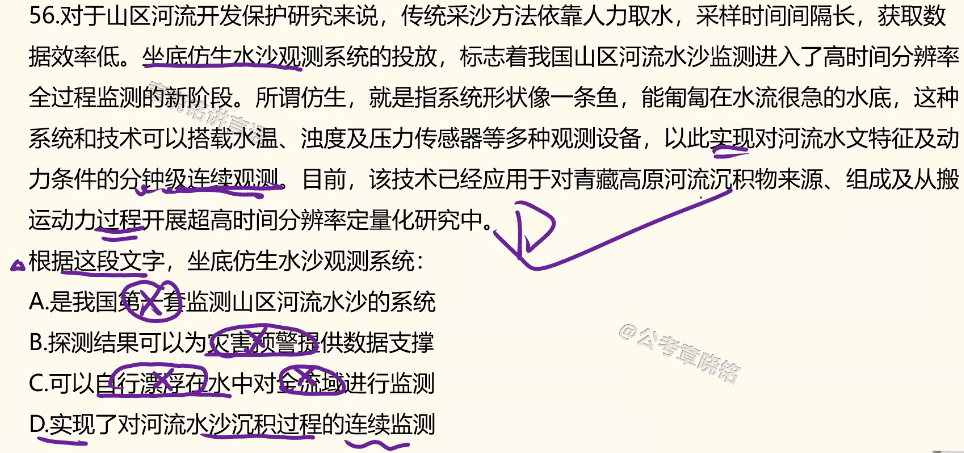 56.对于山区河流开发保护研究来说，传统采沙方法依靠人力取水，采样时间间隔长，获取数
据效率低。坐底仿生水沙观测系统的投放，标志着我国山区河流水沙监测进入了高时间分辨率
全过程监测的新阶段。所谓仿生，就是指系统形状像一条鱼，能匍匐在水流很急的水底，这种
系统和技术可以搭载水温、浊度及压力传感器等多种观测设备，以此实现对河流水文特征及动
力条件的分钟级连续观测。目前，该技术已经应用于对青藏高原河流沉积物来源、组成及从搬
运动力过程开展超高时间分辨率定量化研究中。
D
根据这段文字，坐底仿生水沙观测系统：
A.是我国第一套监测山区河流水沙的系统
B.探测结果可以为灾害预警提供数据支撑
@公考章晓铭
C.可以自行漂浮在水中对全流域进行监测
D.实现了对河流水沙沉积过程的连续监测